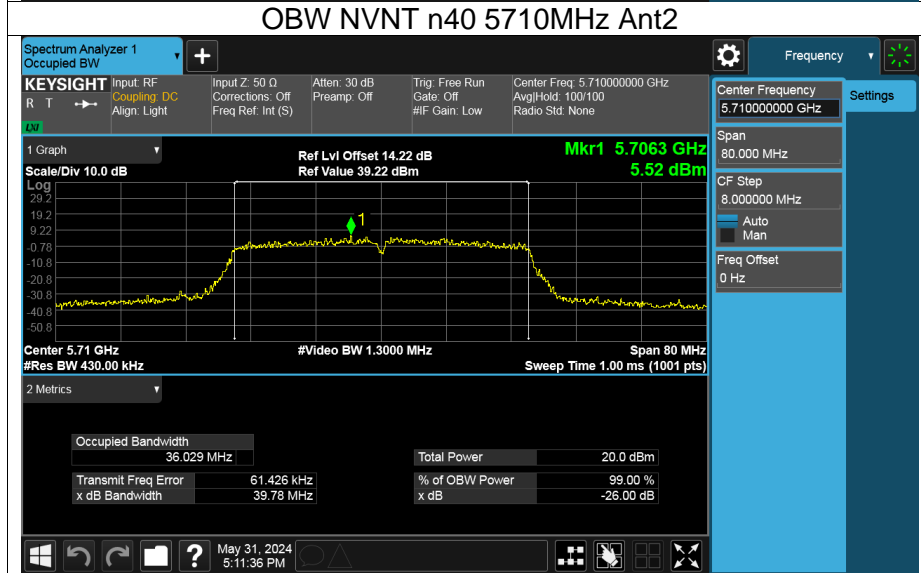 OBW NVNT n40 5710MHz Ant2
Spectrum Analyzer 1
Occupied BW
+
Frequency
KEYSIGHT
R T
LXI
Input: RF
Coupling: DC
Align: Light
Input Z: 50 Ω
Corrections: Off
Freq Ref: Int (S)
Atten: 30 dB
Preamp: Off
Trig: Free Run
Gate: Off
#IF Gain: Low
Center Freq: 5.710000000 GHz
Avg|Hold: 100/100
Radio Std: None
Center Frequency
5.710000000 GHz
Settings
Span
80.000 MHz
CF Step
8.000000 MHz
Auto
Man
Freq Offset
0 Hz
1 Graph
Scale/Div 10.0 dB
Ref Lvl Offset 14.22 dB
Ref Value 39.22 dBm
Mkr1 5.7063 GHz
5.52 dBm
Log
29.2
19.2
9.22
-0.78
-10.8
-20.8
-30.8
-40.8
-50.8
1
Center 5.71 GHz
#Video BW 1.3000 MHz
Span 80 MHz
#Res BW 430.00 kHz
Sweep Time 1.00 ms (1001 pts)
2 Metrics
Occupied Bandwidth
36.029 MHz
Total Power 20.0 dBm
Transmit Freq Error 61.426 kHz
% of OBW Power 99.00 %
x dB Bandwidth 39.78 MHz
x dB -26.00 dB
?
May 31, 2024
5:11:36 PM